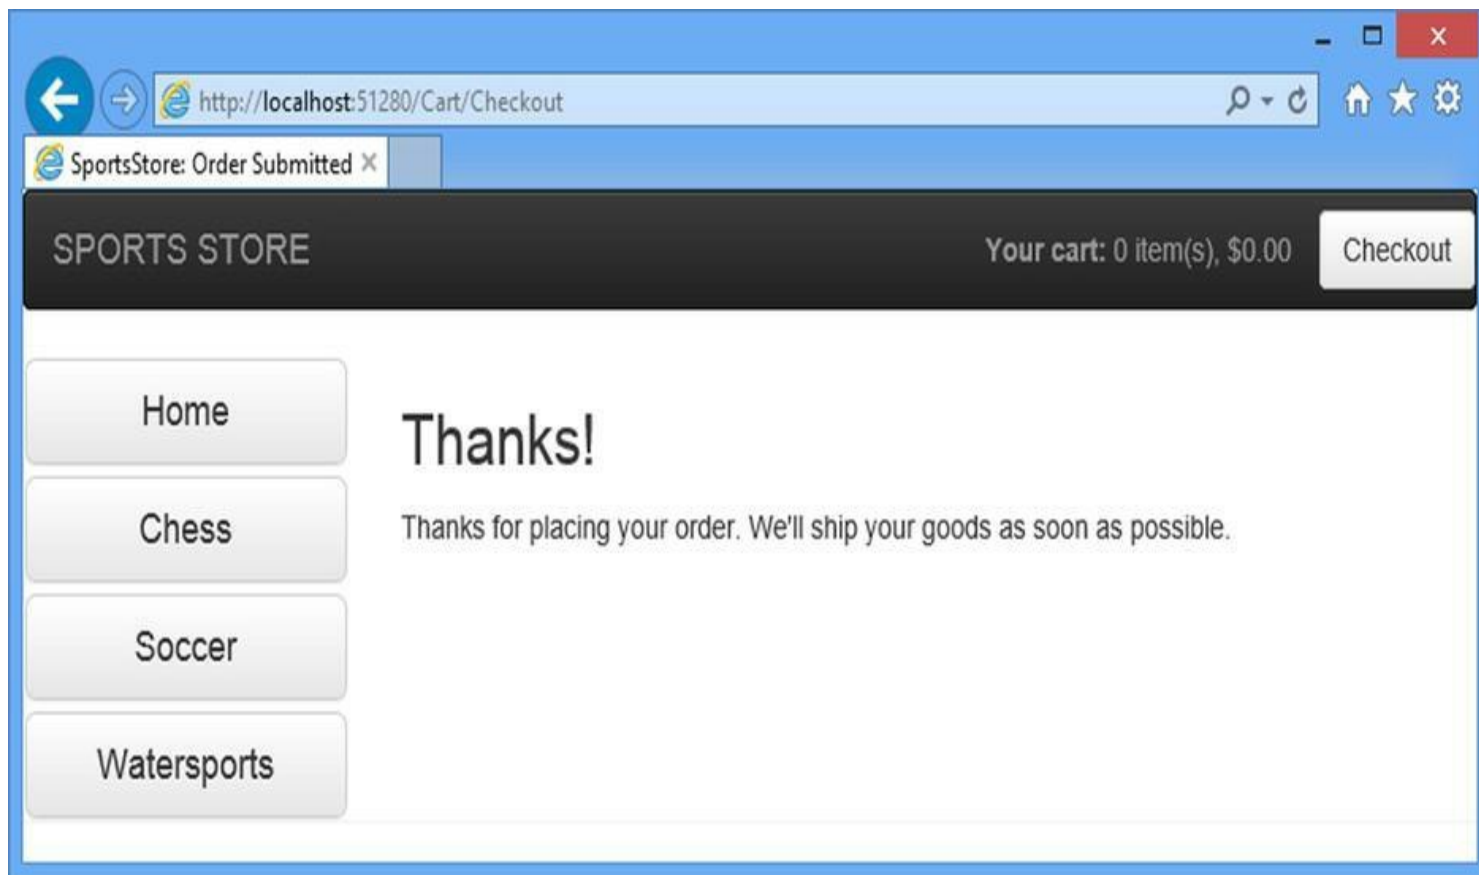 http://localhost:51280/Cart/Checkout
SportsStore: Order Submitted
SPORTS STORE
Your cart: 0 item(s), $0.00
Checkout
Home
Chess
Soccer
Watersports
Thanks!
Thanks for placing your order. We'll ship your goods as soon as possible.